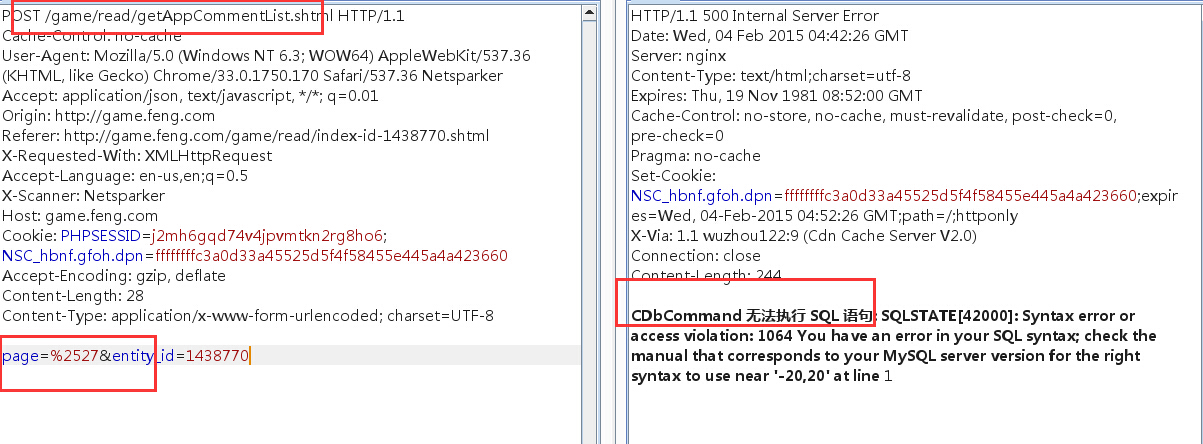 POST /game/read/getAppCommentList.shtml HTTP/1.1
Cache-Control: no-cache
User-Agent: Mozilla/5.0 (Windows NT 6.3; WOW64) AppleWebKit/537.36
(KHTML, like Gecko) Chrome/33.0.1750.170 Safari/537.36 Netsparker
Accept: application/json, text/javascript, */*; q=0.01
Origin: http://game.feng.com
Referer: http://game.feng.com/game/read/index-id-1438770.shtml
X-Requested-With: XMLHttpRequest
Accept-Language: en-us,en;q=0.5
X-Scanner: Netsparker
Host: game.feng.com
Cookie: PHPSESSID=j2mh6gqd74v4jpvmtkn2rg8ho6;
NSC_hbnf.gfoh.dpn=ffffffffc3a0d33a45525d5f4f58455e445a4a423660
Accept-Encoding: gzip, deflate
Content-Length: 28
Content-Type: application/x-www-form-urlencoded; charset=UTF-8
page=%2527&entity_id=1438770
HTTP/1.1 500 Internal Server Error
Date: Wed, 04 Feb 2015 04:42:26 GMT
Server: nginx
Content-Type: text/html;charset=utf-8
Expires: Thu, 19 Nov 1981 08:52:00 GMT
Cache-Control: no-store, no-cache, must-revalidate, post-check=0,
pre-check=0
Pragma: no-cache
Set-Cookie:
NSC_hbnf.gfoh.dpn=ffffffffc3a0d33a45525d5f4f58455e445a4a423660;expir
es=Wed, 04-Feb-2015 04:52:26 GMT;path=/;httponly
X-Via: 1.1 wuzhou122:9 (Cdn Cache Server V2.0)
Connection: close
Content-Length: 244
CDbCommand 无法执行 SQL 语句: SQLSTATE[42000]: Syntax error or
access violation: 1064 You have an error in your SQL syntax; check the
manual that corresponds to your MySQL server version for the right
syntax to use near '-20,20' at line 1